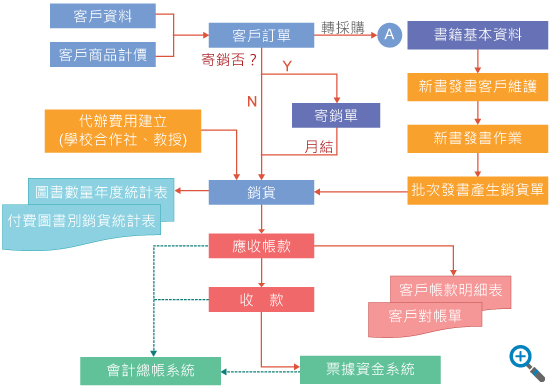 客戶資料
客戶商品計價
客戶訂單
轉採購
A
書籍基本資料
寄銷否？
Y
N
新書發書客戶維護
寄銷單
代辦費用建立
(學校合作社、教授)
新書發書作業
月結
圖書數量年度統計表
付費圖書別銷貨統計表
銷貨
批次發書產生銷貨單
應收帳款
客戶帳款明細表
客戶對帳單
收 款
會計總帳系統
票據資金系統